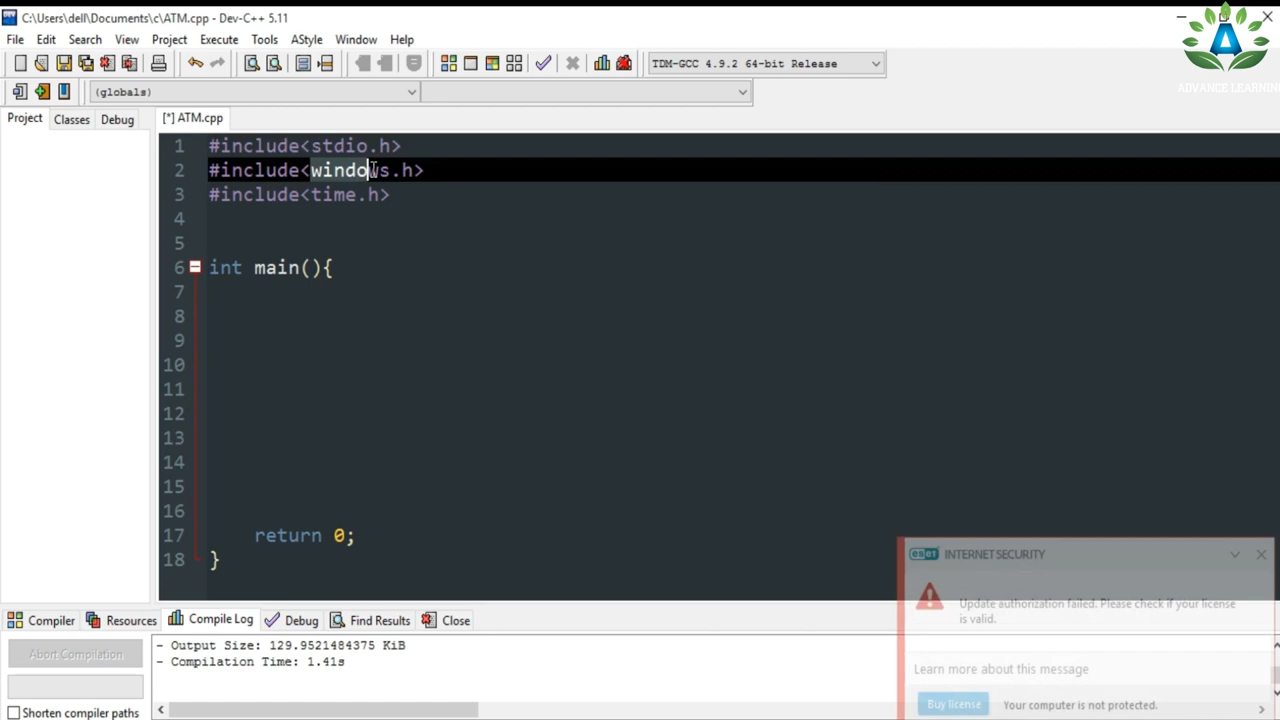 C:\Users\dell\Documents\c\ATM.cpp - Dev-C++ 5.11
File Edit Search View Project Execute Tools AStyle Window Help
TDM-GCC 4.9.2 64-bit Release
ADVANCE LEARNING
(globals)
Project Classes Debug
[*] ATM.cpp
1 #include<stdio.h>
2 #include<windows.h>
3 #include<time.h>
4
5
6 int main(){
7
8
9
10
11
12
13
14
15
16
17 return 0;
18 }
eset INTERNET SECURITY
Update authorization failed. Please check if your license
is valid.
Learn more about this message
Buy license Your computer is not protected.
Compiler Resources Compile Log Debug Find Results Close
Abort Compilation
Shorten compiler paths
- Output Size: 129.9521484375 KiB
- Compilation Time: 1.41s